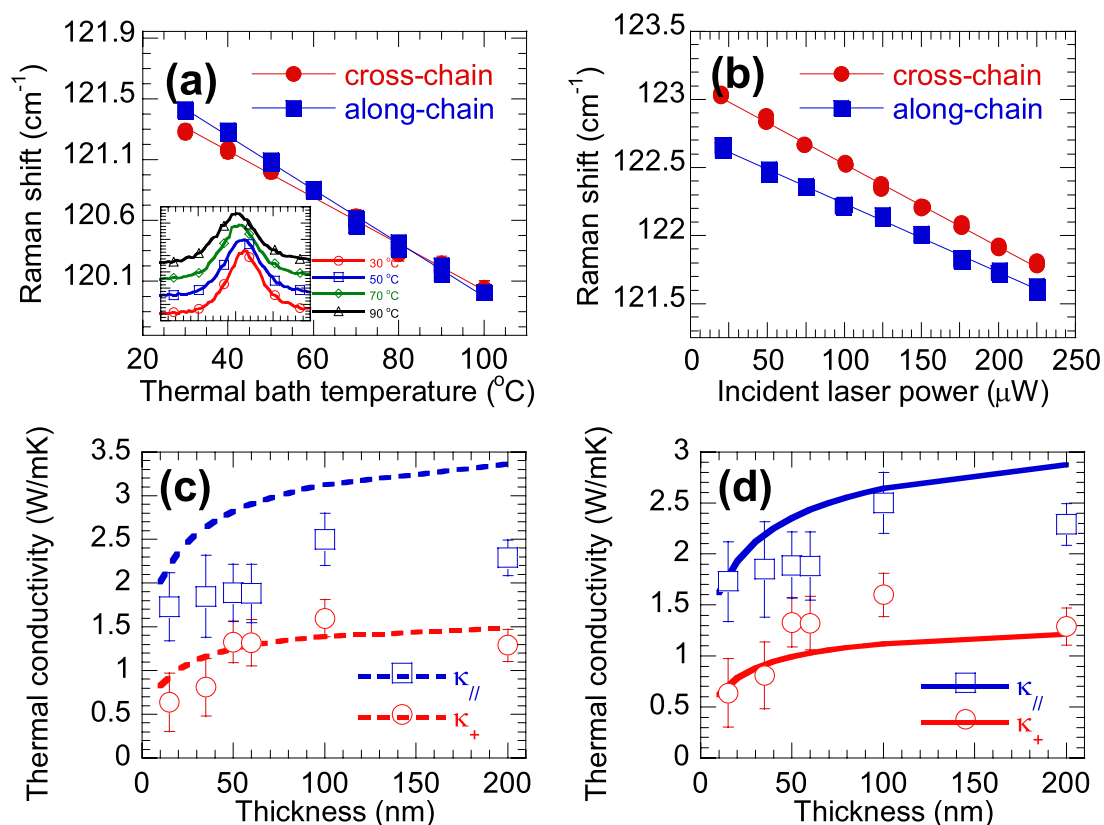 (a)
cross-chain
along-chain
Raman shift (cm⁻¹)
121.9
121.5
121.1
120.6
120.1
30 °C
50 °C
70 °C
90 °C
20 40 60 80 100 120
Thermal bath temperature (°C)
(b)
cross-chain
along-chain
Raman shift (cm⁻¹)
123.5
123
122.5
122
121.5
0 50 100 150 200 250
Incident laser power (μW)
(c)
Thermal conductivity (W/mK)
3.5
3
2.5
2
1.5
1
0.5
0
κ//
κ+
0 50 100 150 200
Thickness (nm)
(d)
Thermal conductivity (W/mK)
3
2.5
2
1.5
1
0.5
0
κ//
κ+
0 50 100 150 200
Thickness (nm)